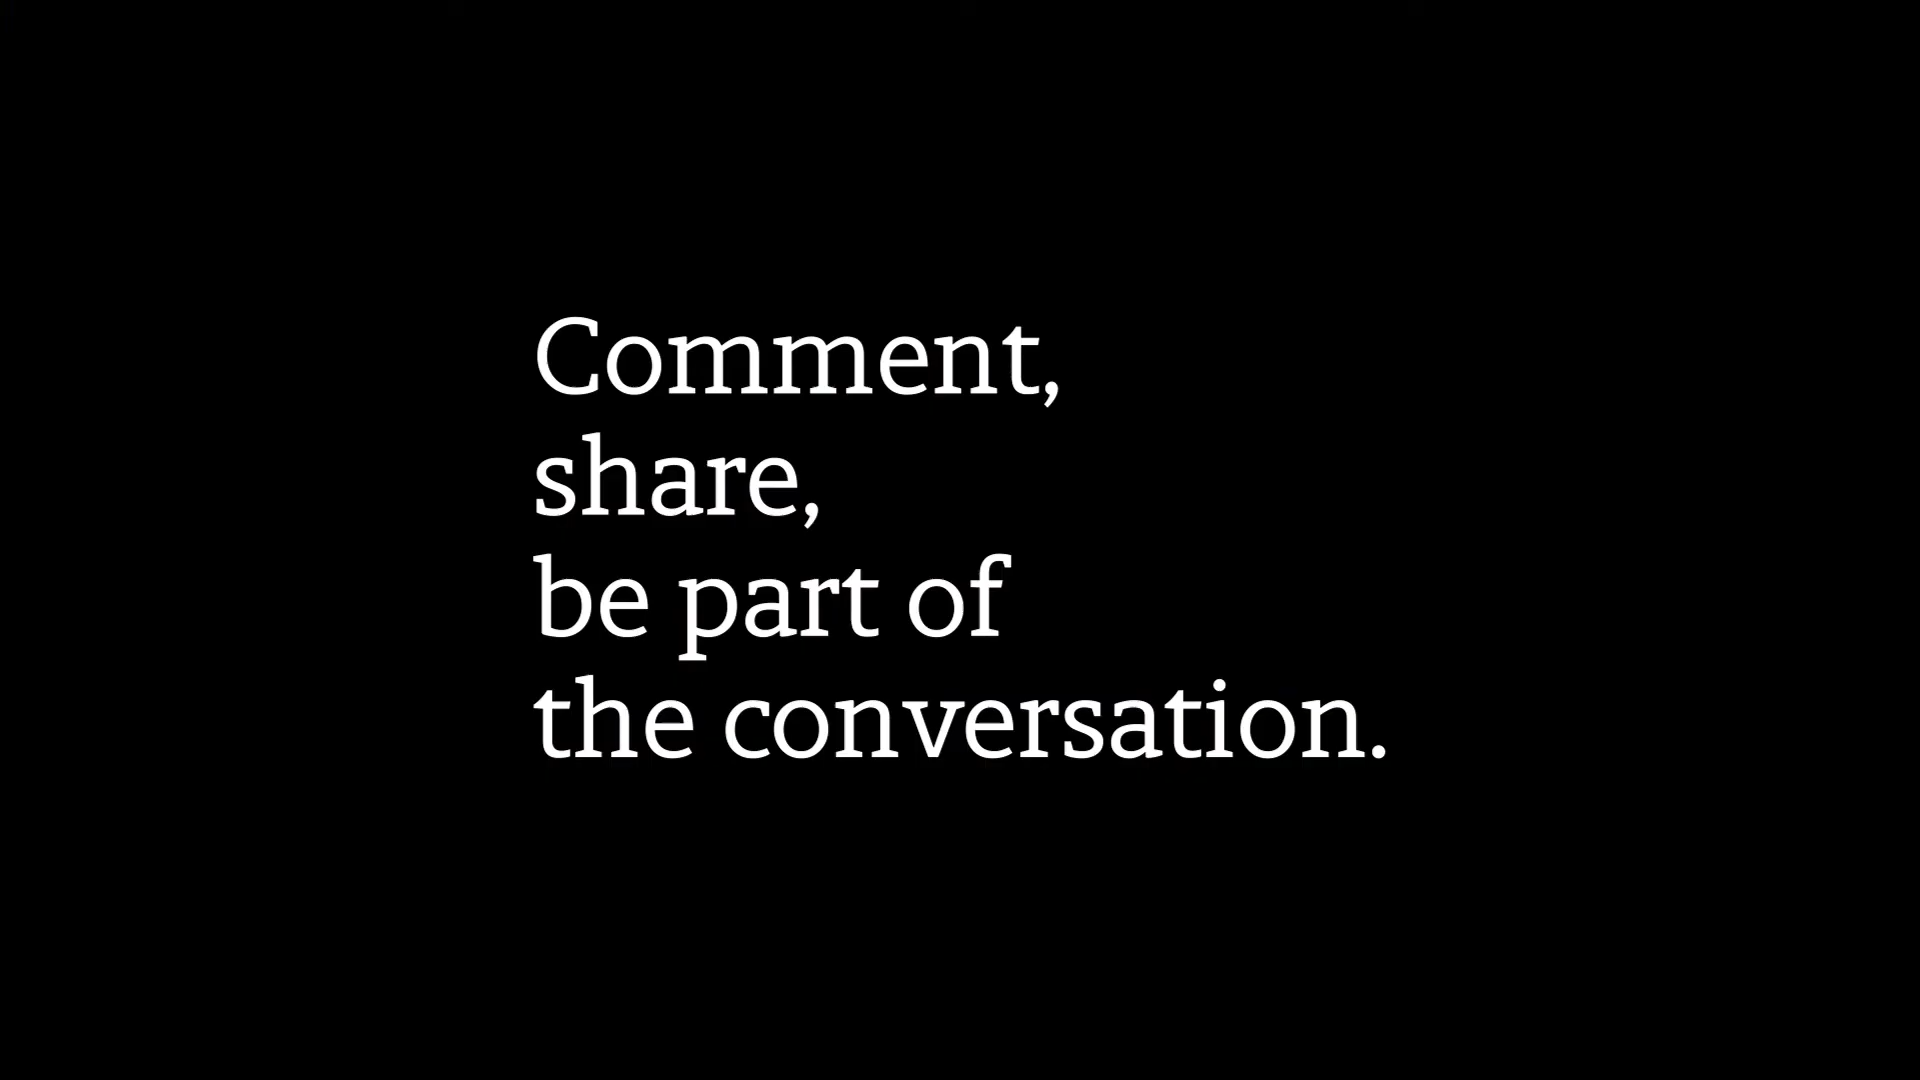 Comment,
share,
be part of
the conversation.